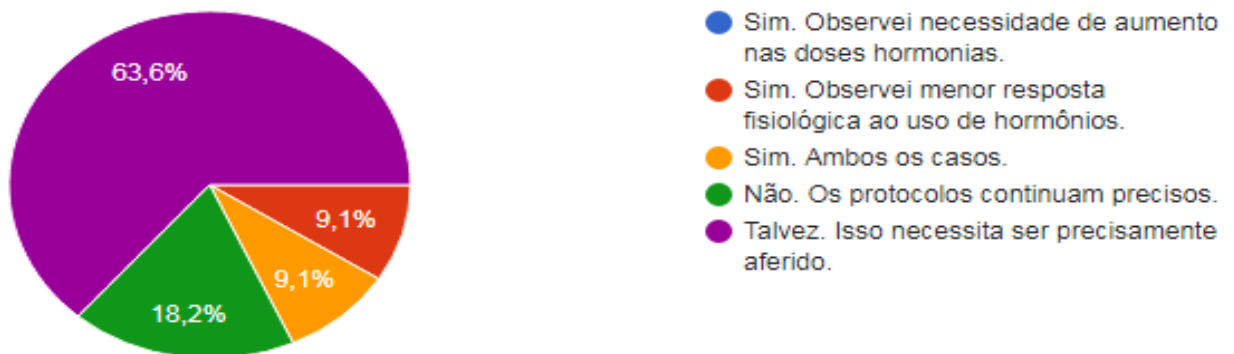 63,6%
9,1%
9,1%
18,2%
Sim. Observei necessidade de aumento
nas doses hormonias.
Sim. Observei menor resposta
fisiológica ao uso de hormônios.
Sim. Ambos os casos.
Não. Os protocolos continuam precisos.
Talvez. Isso necessita ser precisamente
aferido.